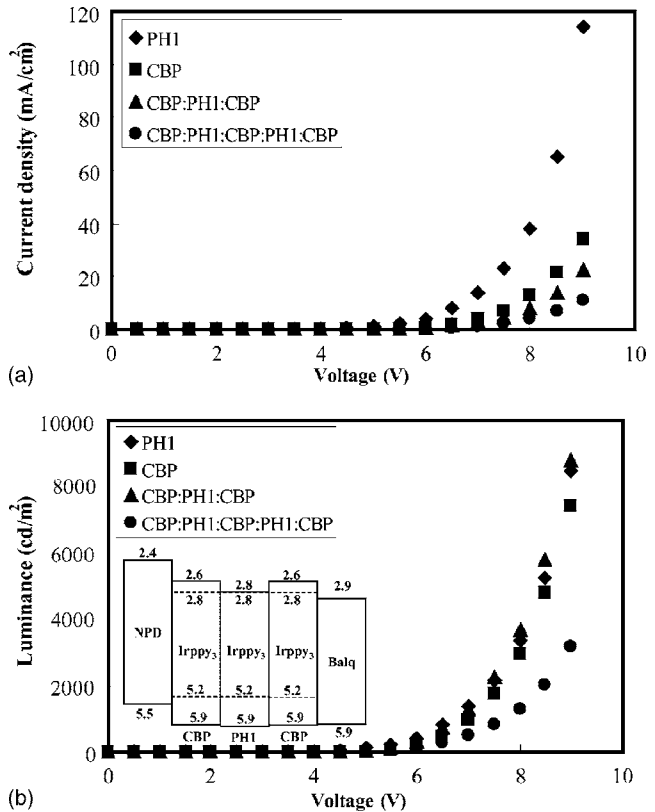 120
100
80
60
40
20
0
Current density (mA/cm²)
PH1
CBP
CBP:PH1:CBP
CBP:PH1:CBP:PH1:CBP
0 2 4 6 8 10
Voltage (V)
(a)
10000
8000
6000
4000
2000
0
Luminance (cd/m²)
PH1
CBP
CBP:PH1:CBP
CBP:PH1:CBP:PH1:CBP
2.4
2.6 2.8 2.6 2.9
2.8 2.8 2.8
NPD Irppy₃ Irppy₃ Irppy₃ Balq
5.2 5.2 5.2
5.5 5.9 5.9 5.9 5.9
CBP PH1 CBP
0 2 4 6 8 10
Voltage (V)
(b)